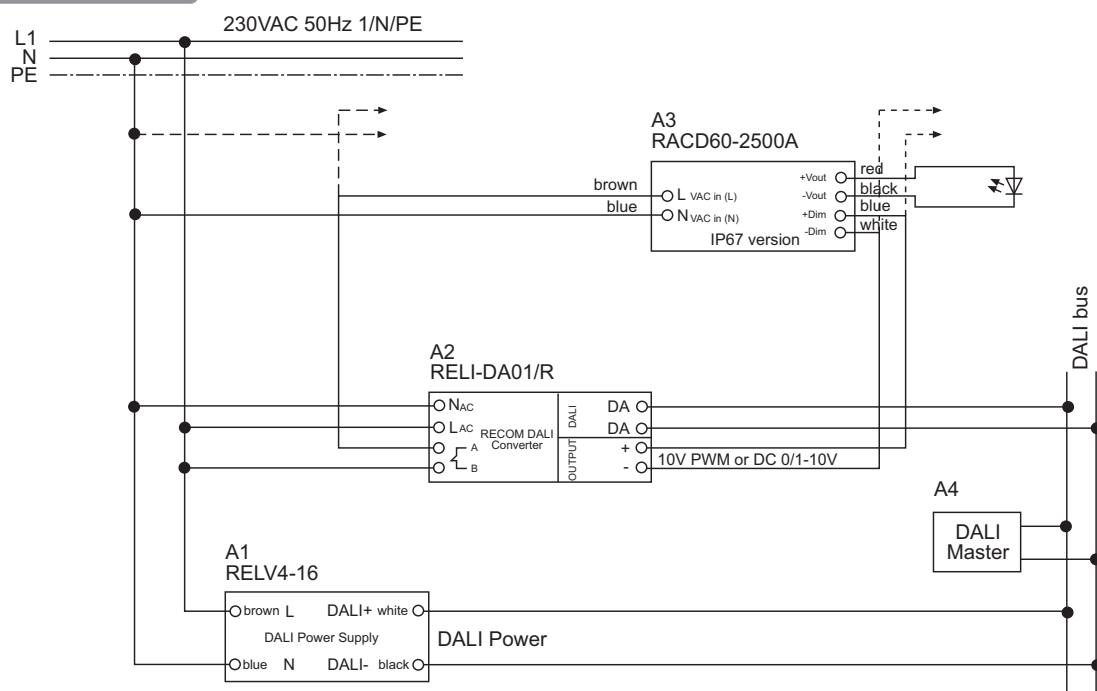 230VAC 50Hz 1/N/PE
L1
N
PE
A3
RACD60-2500A
brown
blue
L VAC in (L)
N VAC in (N)
+Vout
-Vout
+Dim
-Dim
IP67 version
red
black
blue
white
DALI bus
A2
RELI-DA01/R
NAC
LAC
A
B
RECOM DALI
Converter
DALI
OUTPUT
DA
DA
+
-
10V PWM or DC 0/1-10V
A4
DALI
Master
A1
RELV4-16
brown L
DALI+ white
DALI Power Supply
blue N
DALI- black
DALI Power